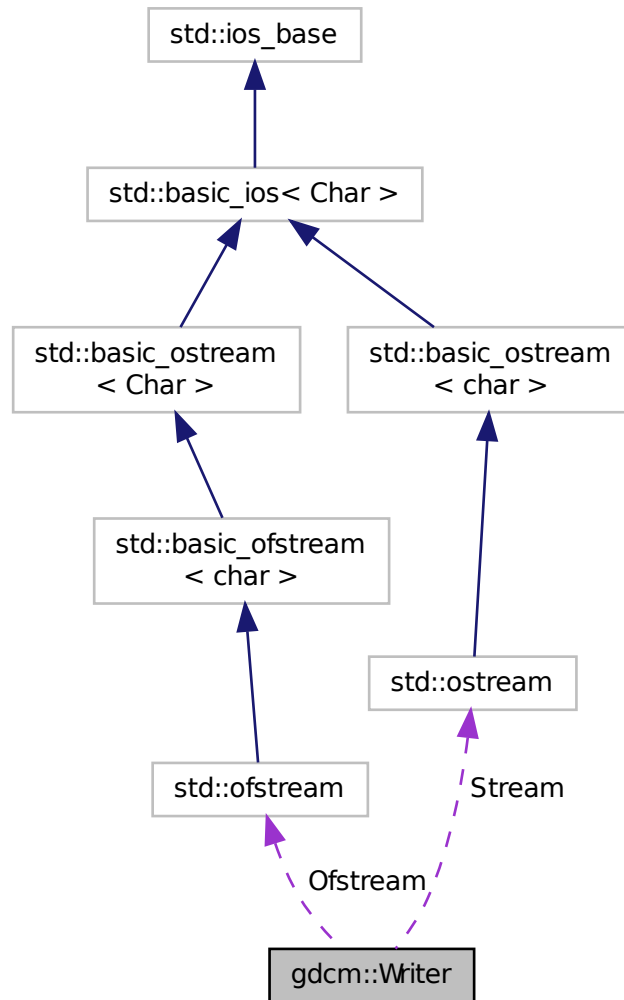 std::ios_base
std::basic_ios< Char >
std::basic_ostream
< Char >
std::basic_ostream
< char >
std::basic_ofstream
< char >
std::ostream
std::ofstream
Stream
Ofstream
gdcm::Writer